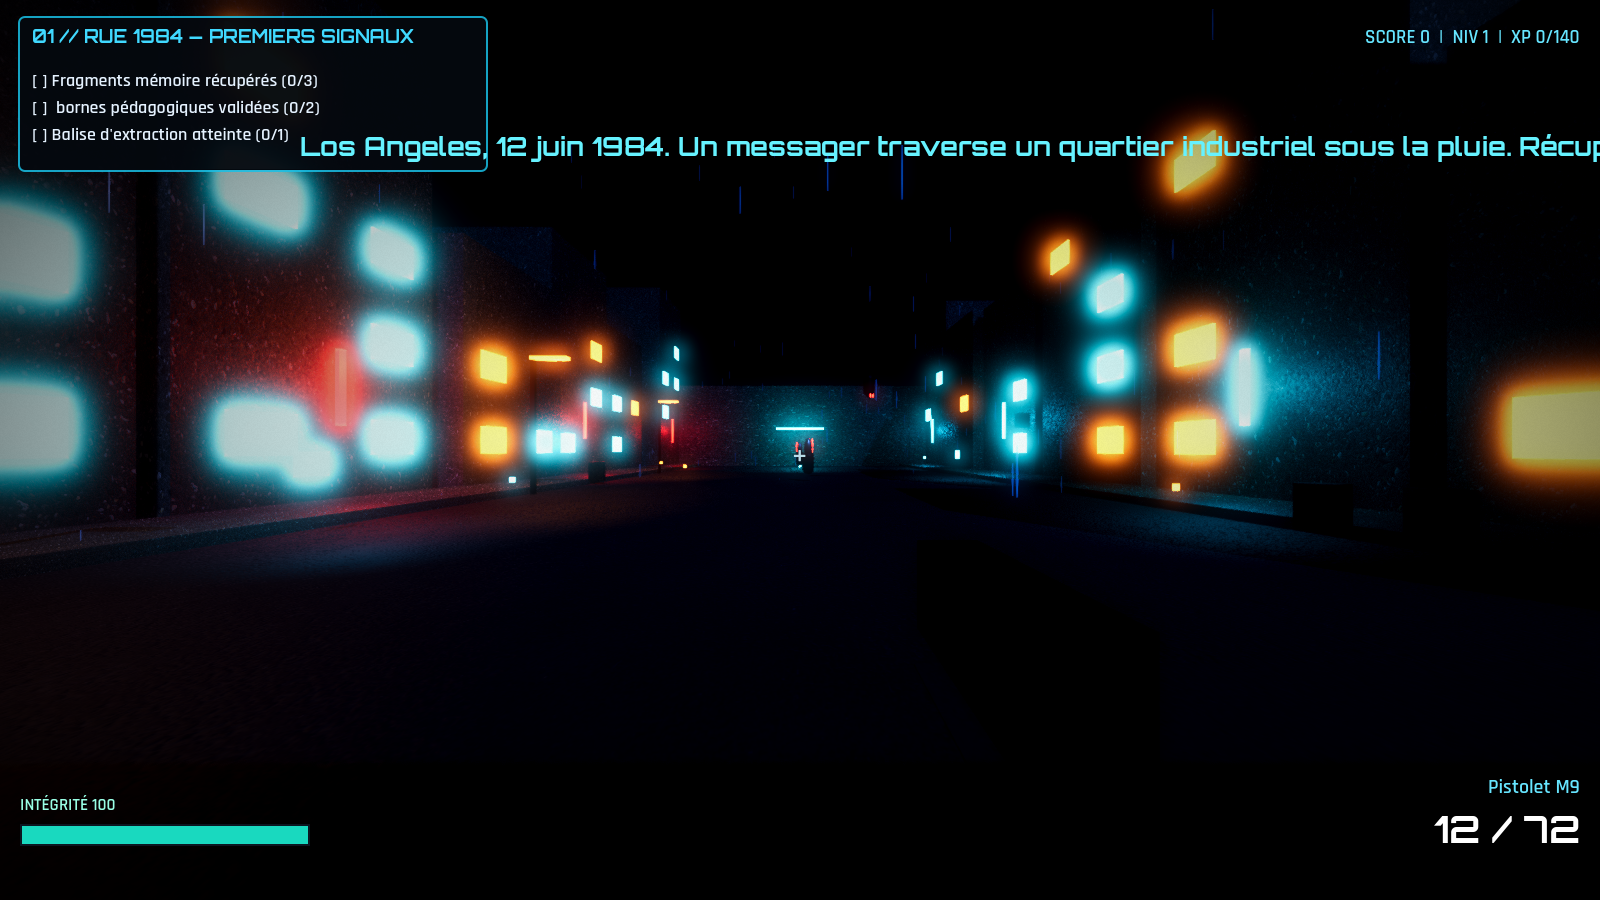 01 // RUE 1984 – PREMIERS SIGNAUX
SCORE 0 | NIV 1 | XP 0/140
[ ] Fragments mémoire récupérés (0/3)
[ ] bornes pédagogiques validées (0/2)
[ ] Balise d'extraction atteinte (0/1)
Los Angeles, 12 juin 1984. Un messager traverse un quartier industriel sous la pluie. Récup
INTÉGRITÉ 100
Pistolet M9
12 / 72